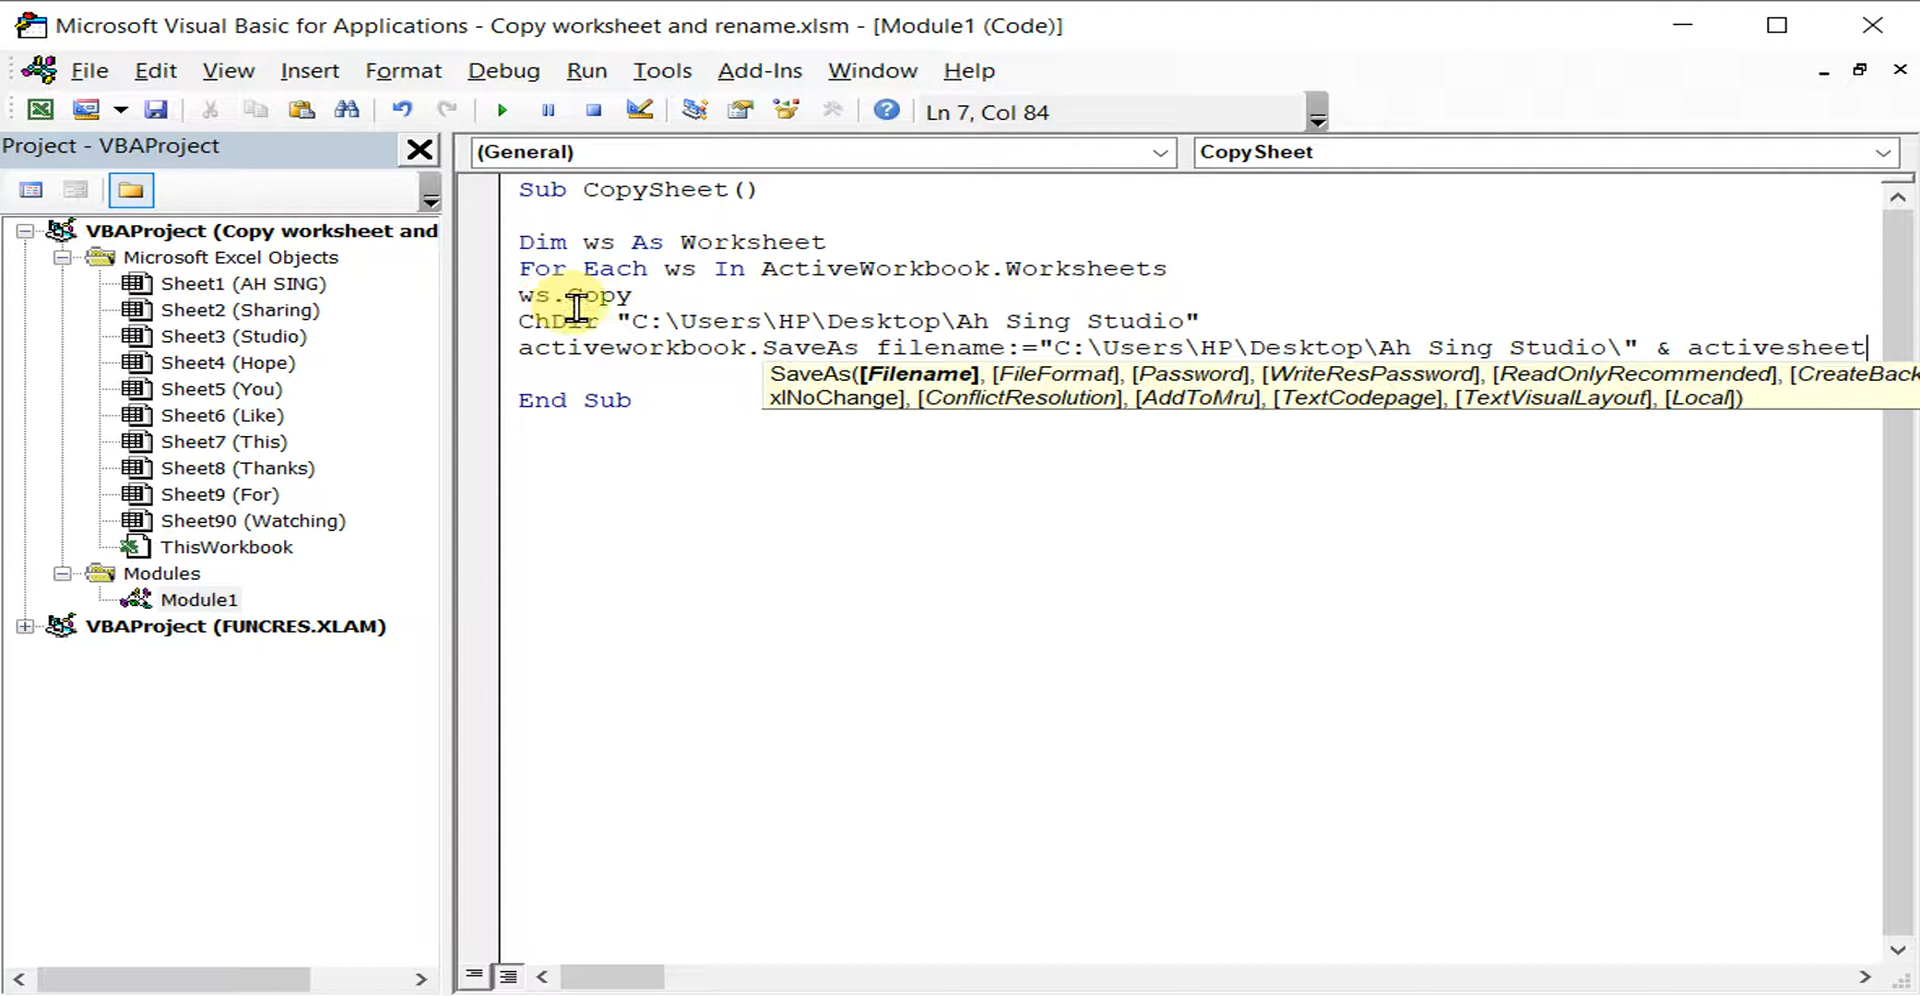 Microsoft Visual Basic for Applications - Copy worksheet and rename.xlsm - [Module1 (Code)]
File Edit View Insert Format Debug Run Tools Add-Ins Window Help
Ln 7, Col 84
Project - VBAProject
(General)
CopySheet
VBAProject (Copy worksheet and
Microsoft Excel Objects
Sheet1 (AH SING)
Sheet2 (Sharing)
Sheet3 (Studio)
Sheet4 (Hope)
Sheet5 (You)
Sheet6 (Like)
Sheet7 (This)
Sheet8 (Thanks)
Sheet9 (For)
Sheet90 (Watching)
ThisWorkbook
Modules
Module1
VBAProject (FUNCRES.XLAM)
Sub CopySheet()
Dim ws As Worksheet
For Each ws In ActiveWorkbook.Worksheets
ws.Copy
ChDir "C:\Users\HP\Desktop\Ah Sing Studio"
activeworkbook.SaveAs filename:="C:\Users\HP\Desktop\Ah Sing Studio\" & activesheet
SaveAs([Filename], [FileFormat], [Password], [WriteResPassword], [ReadOnlyRecommended], [CreateBack
xlNoChange], [ConflictResolution], [AddToMru], [TextCodepage], [TextVisualLayout], [Local])
End Sub